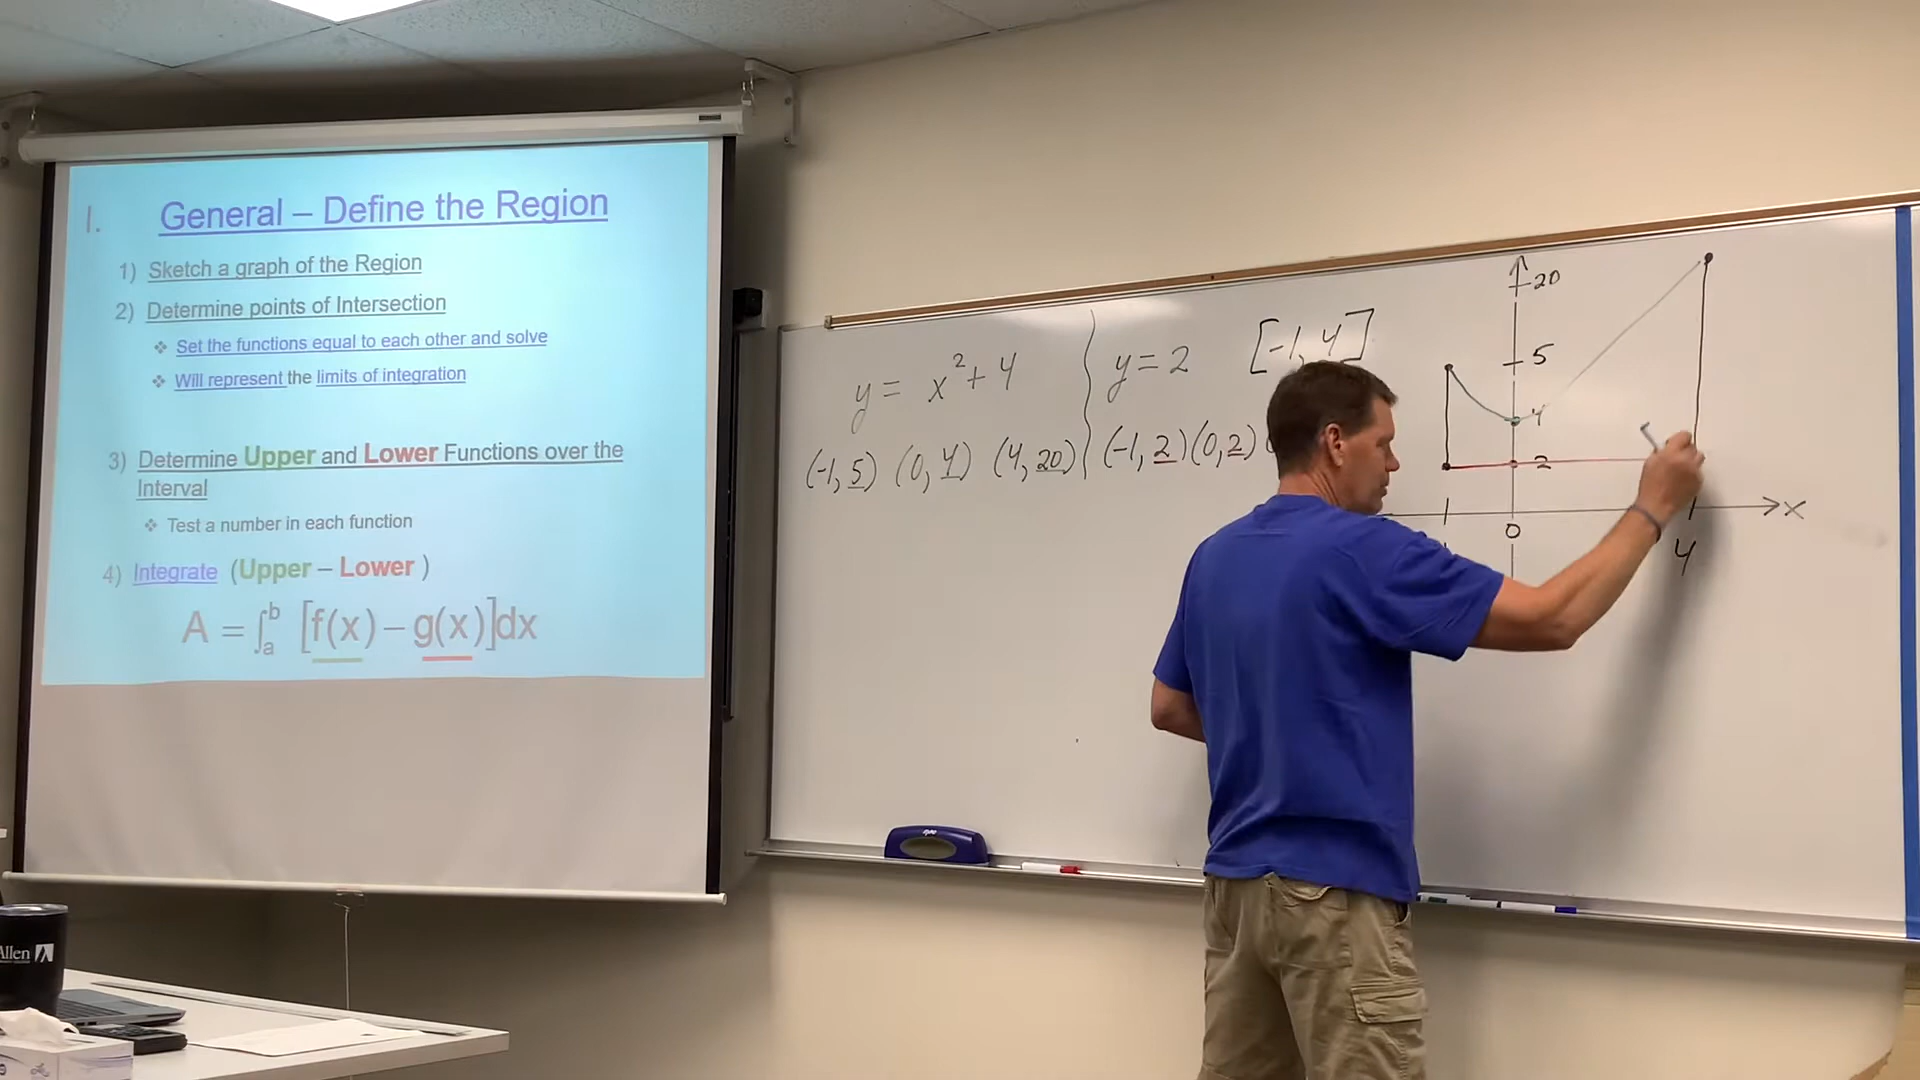 I. General – Define the Region
1) Sketch a graph of the Region
2) Determine points of Intersection
❖ Set the functions equal to each other and solve
❖ Will represent the limits of integration
3) Determine Upper and Lower Functions over the
Interval
❖ Test a number in each function
4) Integrate (Upper – Lower )
A = ∫ₐᵇ [f(x) – g(x)]dx
y = x² + 4
y = 2
[-1, 4]
(-1, 5) (0, 4) (4, 20)
(-1, 2) (0, 2)
20
5
4
2
x
0
4
Allen
expo